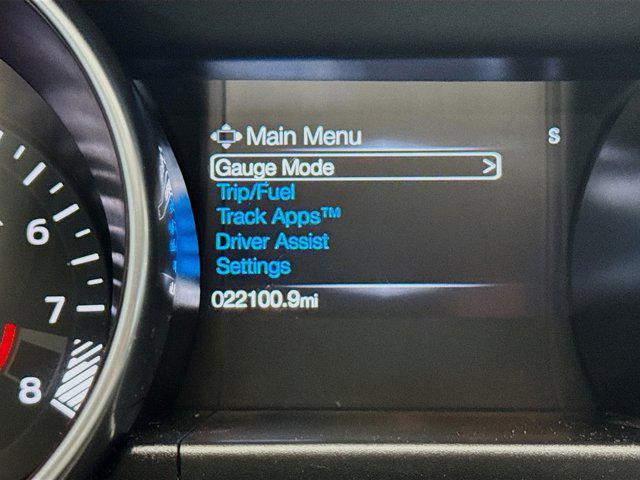 Main Menu S
Gauge Mode >
Trip/Fuel
Track Apps™
Driver Assist
Settings
022100.9mi
6
7
8